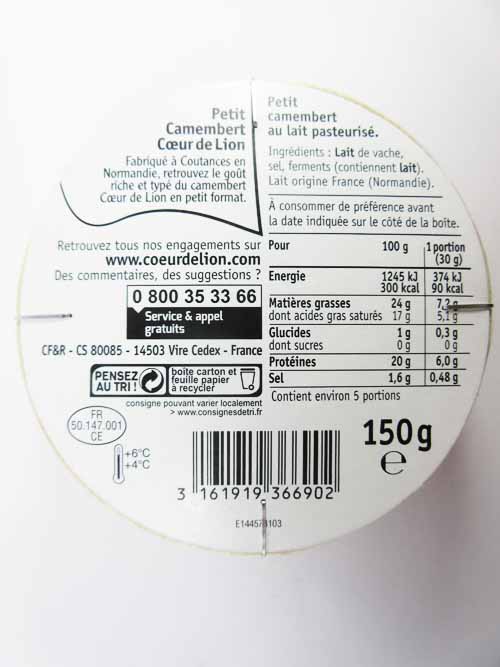 Petit
Camembert
Cœur de Lion
Fabriqué à Coutances en
Normandie, retrouvez le goût
riche et typé du camembert
Cœur de Lion en petit format.
Petit
camembert
au lait pasteurisé.
Ingrédients : Lait de vache,
sel, ferments (contiennent lait).
Lait origine France (Normandie).
À consommer de préférence avant
la date indiquée sur le côté de la boîte.
Retrouvez tous nos engagements sur
www.coeurdelion.com
Des commentaires, des suggestions ?
0 800 35 33 66
Service & appel
gratuits
CF&R - CS 80085 - 14503 Vire Cedex - France
Pour 100 g 1 portion
(30 g)
Energie 1245 kJ 374 kJ
300 kcal 90 kcal
Matières grasses 24 g 7,2 g
dont acides gras saturés 17 g 5,1 g
Glucides 1 g 0,3 g
dont sucres 0 g 0 g
Protéines 20 g 6,0 g
Sel 1,6 g 0,48 g
Contient environ 5 portions
PENSEZ
AU TRI !
boîte carton et
feuille papier
à recycler
consigne pouvant varier localement
> www.consignesdetri.fr
FR
50.147.001
CE
+6°C
+4°C
150 g
e
3 161919 366902